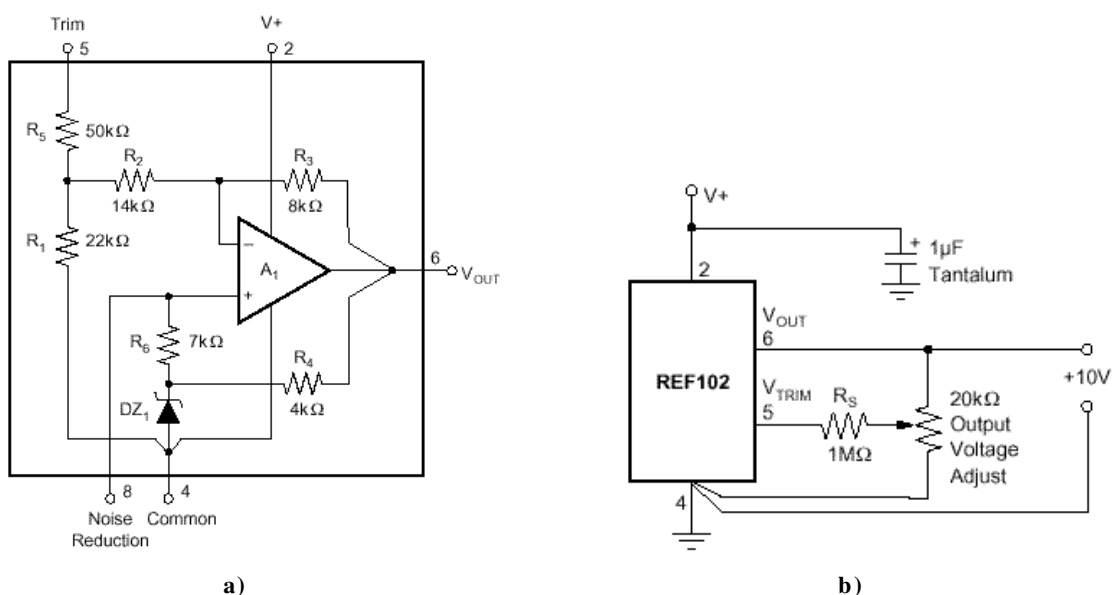 Trim
5
V+
2
R5
50kΩ
R2
14kΩ
R3
8kΩ
R1
22kΩ
−
A1
+
6
VOUT
R6
7kΩ
R4
4kΩ
DZ1
8
4
Noise
Reduction
Common
a)
V+
2
+
1µF
Tantalum
REF102
VOUT
6
VTRIM
5
RS
1MΩ
20kΩ
Output
Voltage
Adjust
+10V
4
b)